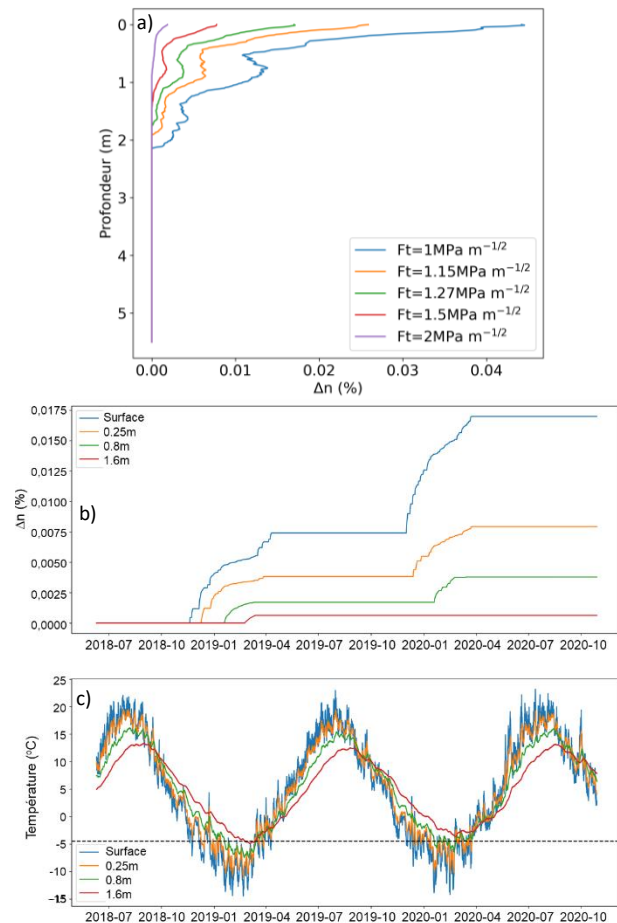 a)
0
1
2
3
4
5
Profondeur (m)
Ft=1MPa m⁻¹/²
Ft=1.15MPa m⁻¹/²
Ft=1.27MPa m⁻¹/²
Ft=1.5MPa m⁻¹/²
Ft=2MPa m⁻¹/²
0.00 0.01 0.02 0.03 0.04
Δn (%)
b)
0,0175
0,0150
0,0125
0,0100
0,0075
0,0050
0,0025
0,0000
Δn (%)
Surface
0.25m
0.8m
1.6m
2018-07 2018-10 2019-01 2019-04 2019-07 2019-10 2020-01 2020-04 2020-07 2020-10
c)
25
20
15
10
5
0
−5
−10
−15
Température (°C)
Surface
0.25m
0.8m
1.6m
2018-07 2018-10 2019-01 2019-04 2019-07 2019-10 2020-01 2020-04 2020-07 2020-10